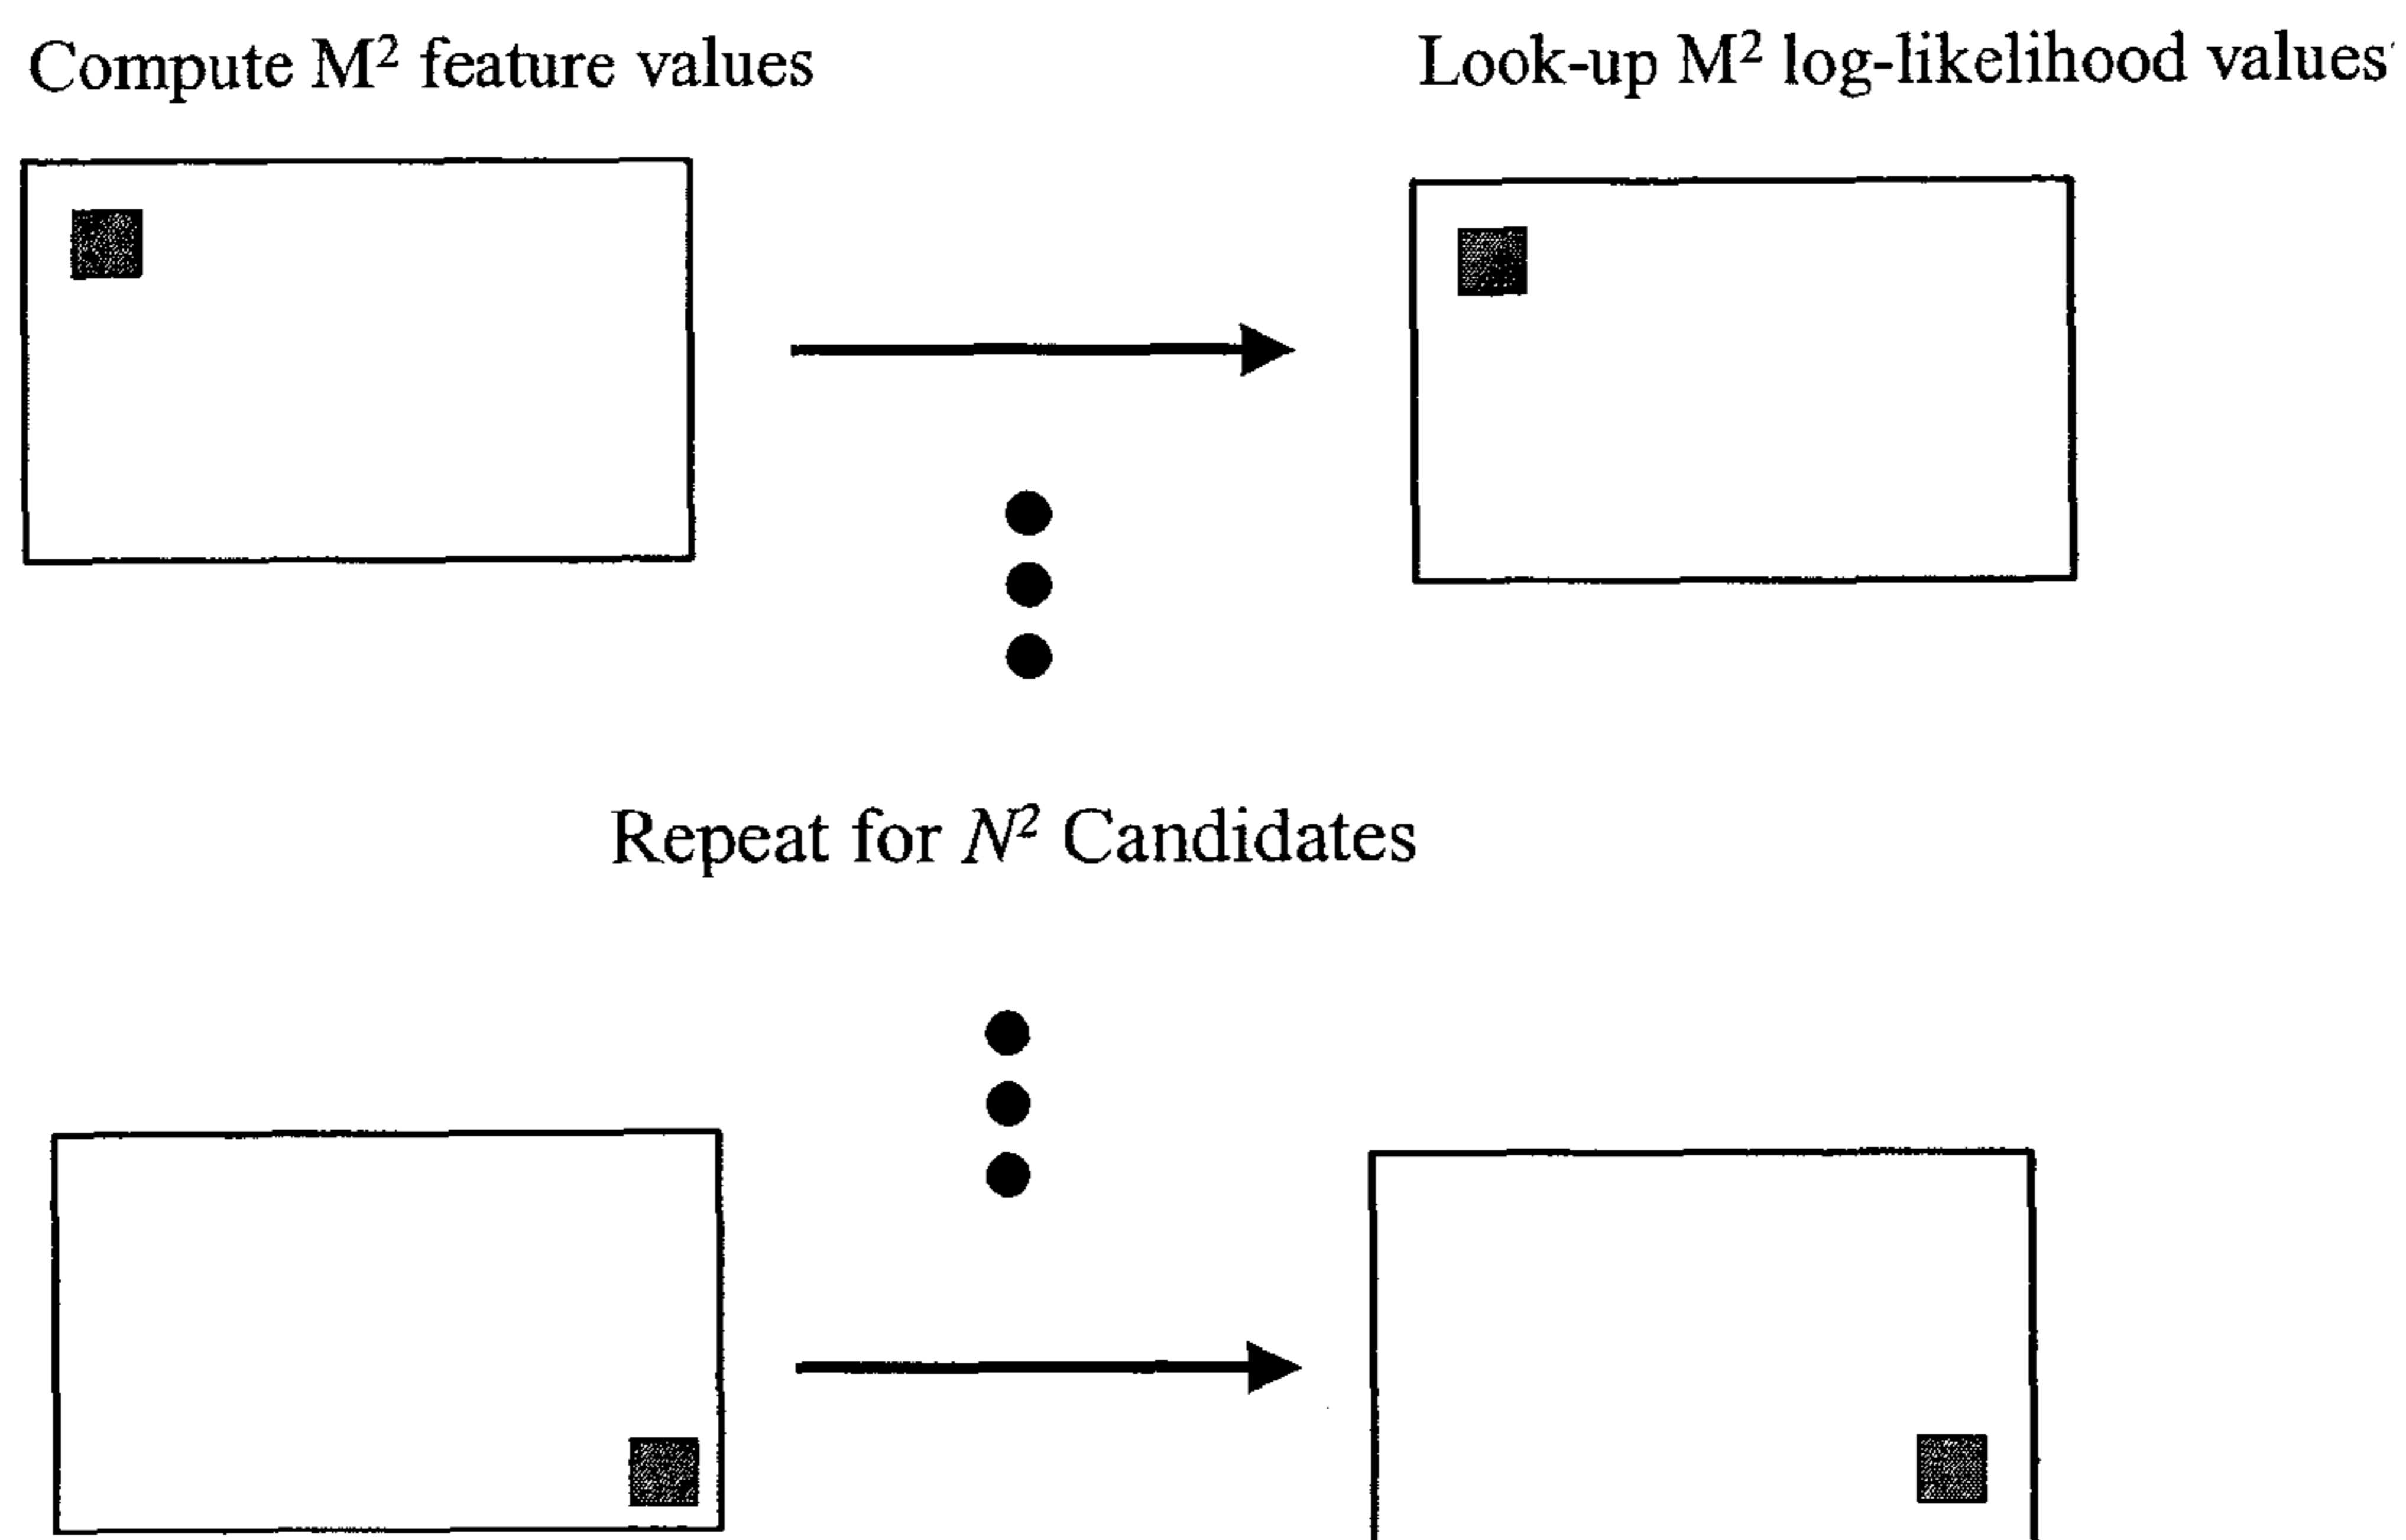 Compute M² feature values
Look-up M² log-likelihood values
Repeat for N² Candidates